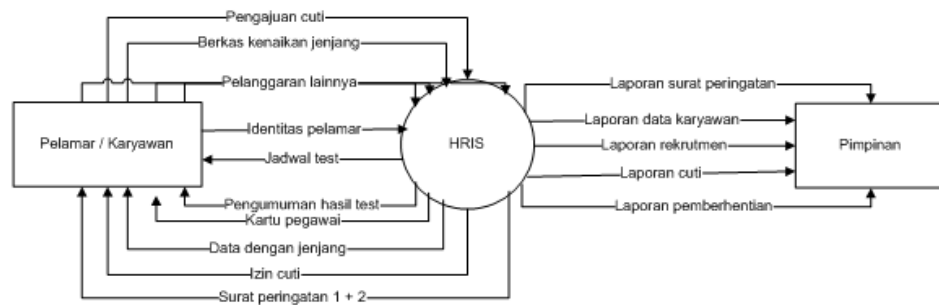 Pengajuan cuti
Berkas kenaikan jenjang
Pelanggaran lainnya
Laporan surat peringatan
Identitas pelamar
Laporan data karyawan
Pelamar / Karyawan
HRIS
Laporan rekrutmen
Pimpinan
Jadwal test
Laporan cuti
Pengumuman hasil test
Laporan pemberhentian
Kartu pegawai
Data dengan jenjang
Izin cuti
Surat peringatan 1 + 2